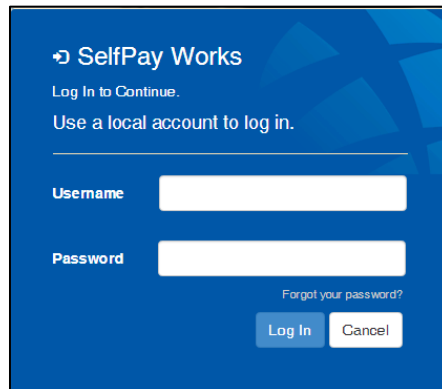 SelfPay Works
Log In to Continue.
Use a local account to log in.
Username
Password
Forgot your password?
Log In Cancel